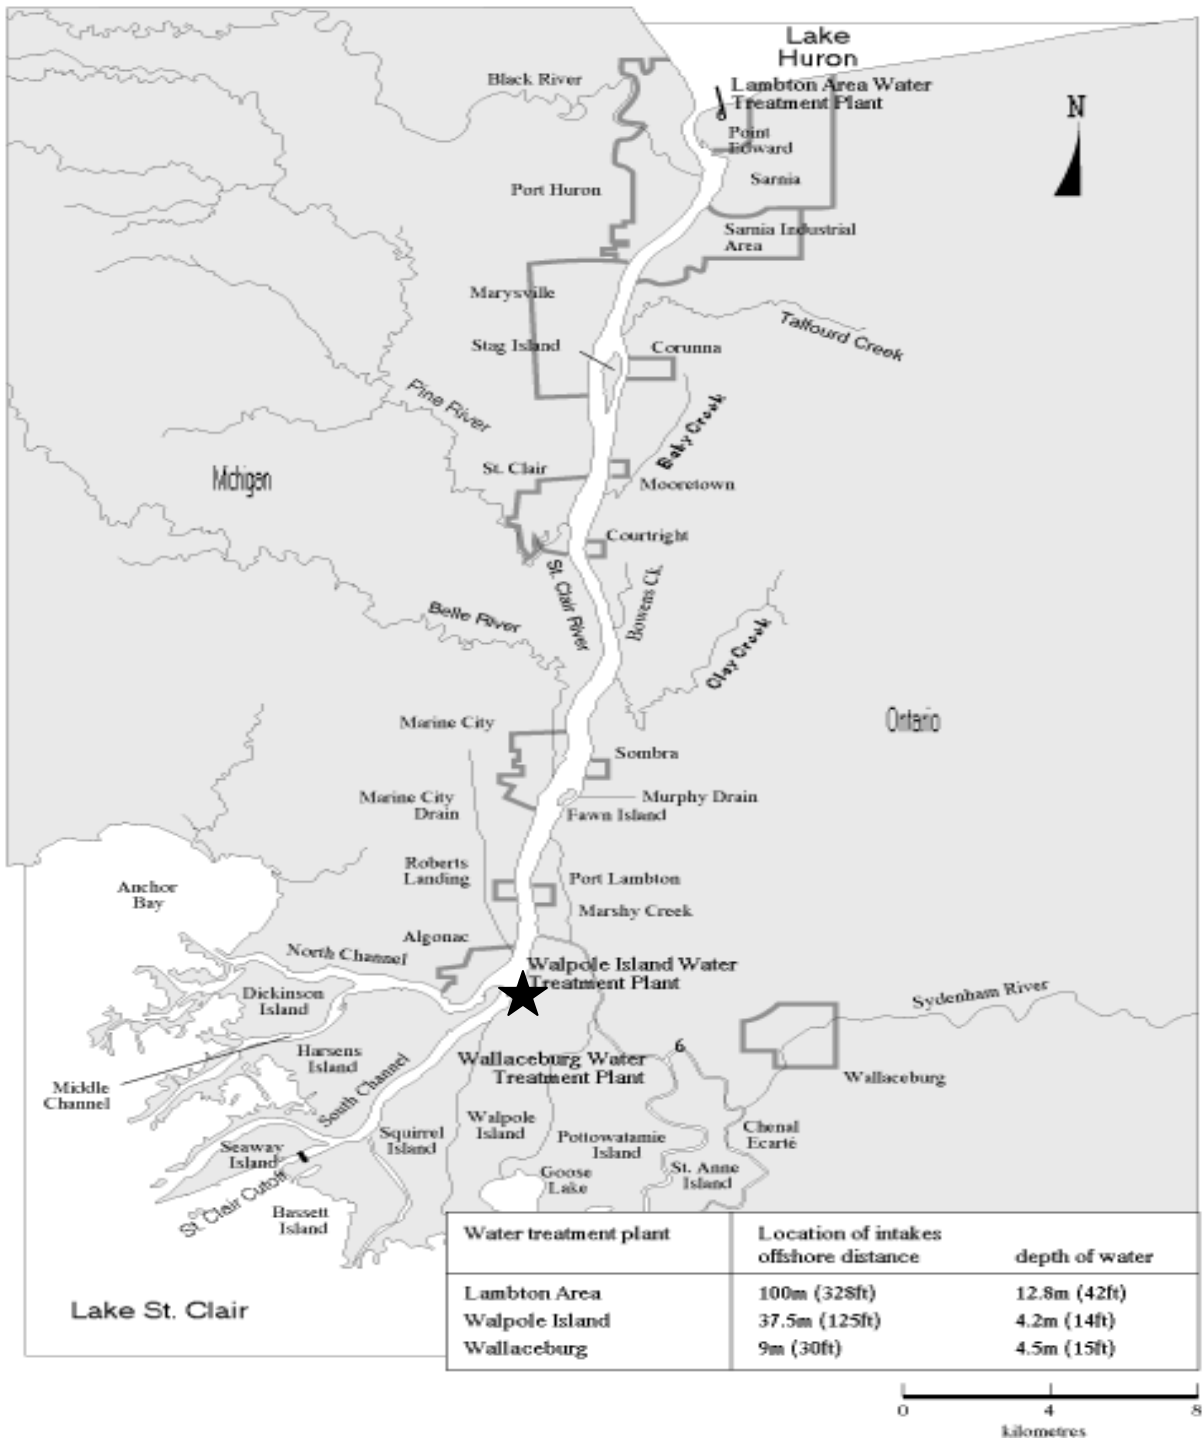 Lake
Huron
Black River
Lambton Area Water
Treatment Plant
N
Point
Edward
Port Huron
Sarnia
Sarnia Industrial
Area
Marysville
Talfourd Creek
Stag Island
Corunna
Pine River
Baby Creek
Michigan
St. Clair
Mooretown
Courtright
St. Clair River
Bowens Ck.
Belle River
Clay Creek
Ontario
Marine City
Sombra
Marine City
Drain
Murphy Drain
Fawn Island
Roberts
Landing
Port Lambton
Anchor
Bay
Marshy Creek
Algonac
North Channel
Walpole Island Water
Treatment Plant
Dickinson
Island
Sydenham River
Harsens
Island
South Channel
Wallaceburg Water
Treatment Plant
6
Wallaceburg
Middle
Channel
Walpole
Island
Squirrel
Island
Pottowatamie
Island
Chenal
Ecarté
Seaway
Island
St. Clair Cutoff
Goose
Lake
St. Anne
Island
Bassett
Island
Lake St. Clair
Water treatment plant
Location of intakes
offshore distance
depth of water
Lambton Area 100m (328ft) 12.8m (42ft)
Walpole Island 37.5m (125ft) 4.2m (14ft)
Wallaceburg 9m (30ft) 4.5m (15ft)
0 4 8
kilometres